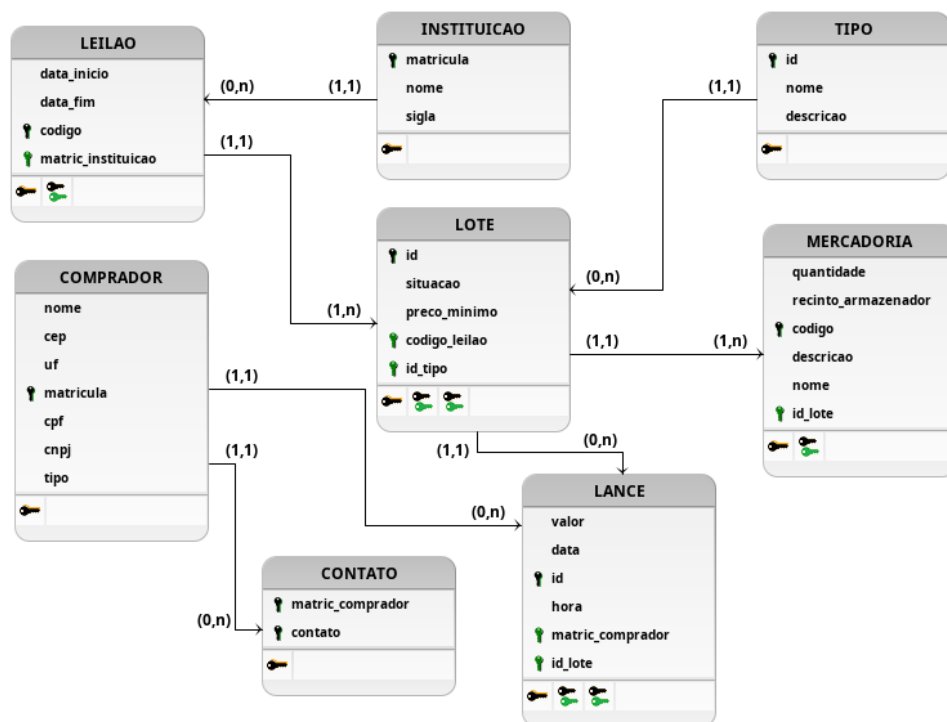 LEILAO
data_inicio
data_fim
codigo
matric_instituicao
(0,n)
(1,1)
INSTITUICAO
matricula
nome
sigla
TIPO
id
nome
descricao
(1,1)
(1,1)
(1,n)
LOTE
id
situacao
preco_minimo
codigo_leilao
id_tipo
(0,n)
(1,1)
(1,n)
MERCADORIA
quantidade
recinto_armazenador
codigo
descricao
nome
id_lote
COMPRADOR
nome
cep
uf
matricula
cpf
cnpj
tipo
(1,1)
(1,1)
(1,1)
(0,n)
(0,n)
LANCE
valor
data
id
hora
matric_comprador
id_lote
(0,n)
CONTATO
matric_comprador
contato